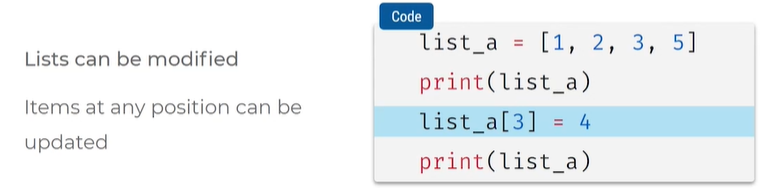 Lists can be modified
Items at any position can be
updated
Code
list_a = [1, 2, 3, 5]
print(list_a)
list_a[3] = 4
print(list_a)